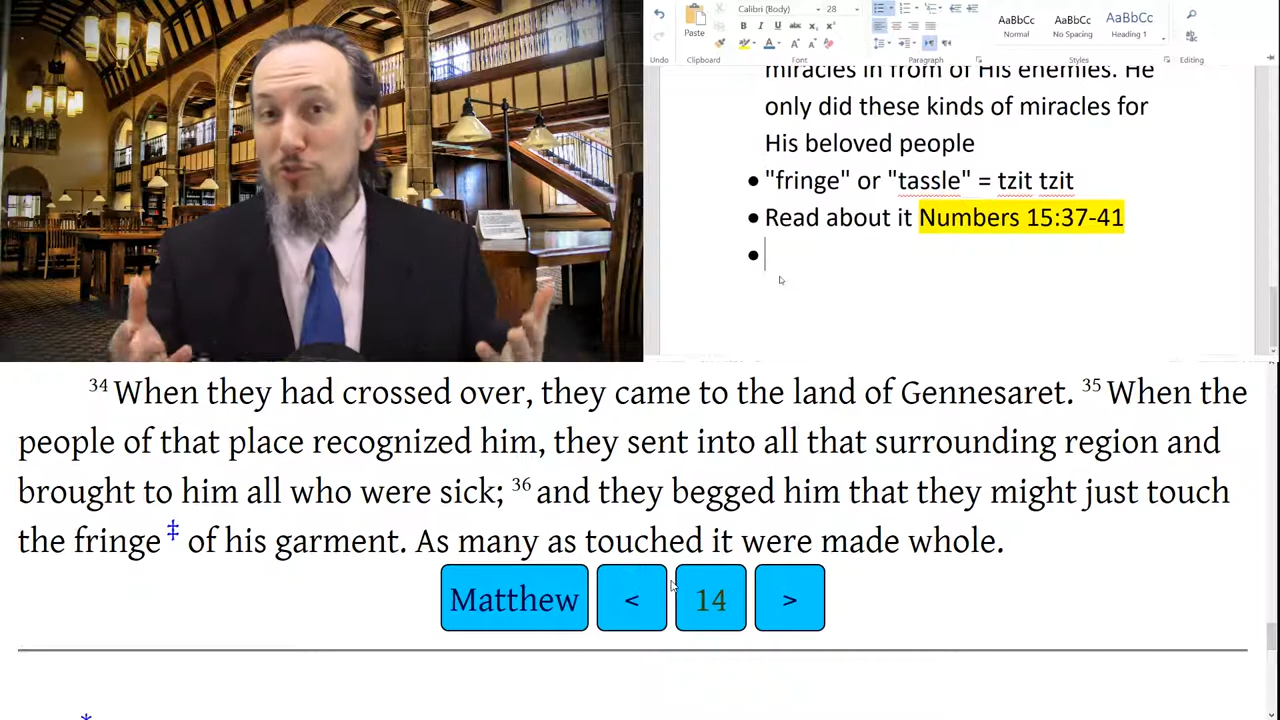 Calibri (Body)
28
Paste
Undo
Clipboard
Font
Paragraph
Styles
Editing
AaBbCc
Normal
AaBbCc
No Spacing
AaBbCc
Heading 1
miracles in front of His enemies. He
only did these kinds of miracles for
His beloved people
• "fringe" or "tassle" = tzit tzit
• Read about it Numbers 15:37-41
•
34 When they had crossed over, they came to the land of Gennesaret. 35 When the
people of that place recognized him, they sent into all that surrounding region and
brought to him all who were sick; 36 and they begged him that they might just touch
the fringe ‡ of his garment. As many as touched it were made whole.
Matthew < 14 >
*